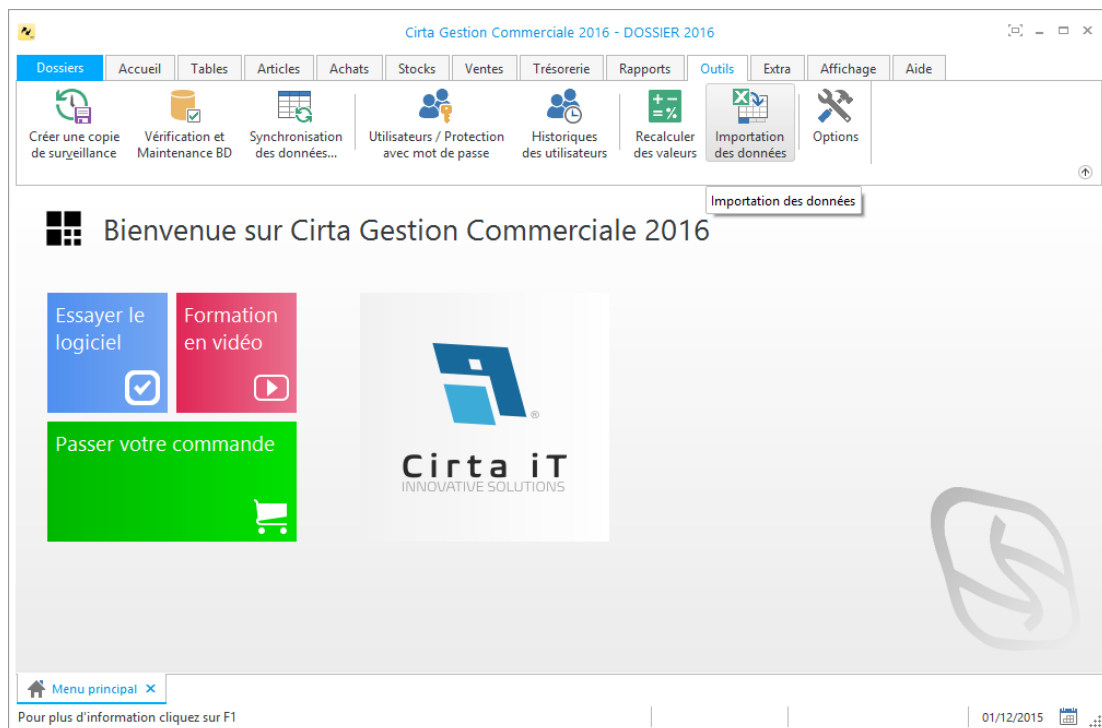 Cirta Gestion Commerciale 2016 - DOSSIER 2016
Dossiers Accueil Tables Articles Achats Stocks Ventes Trésorerie Rapports Outils Extra Affichage Aide
Créer une copie de surveillance
Vérification et Maintenance BD
Synchronisation des données...
Utilisateurs / Protection avec mot de passe
Historiques des utilisateurs
Recalculer des valeurs
Importation des données
Options
Importation des données
Bienvenue sur Cirta Gestion Commerciale 2016
Essayer le
logiciel
Formation
en vidéo
Passer votre commande
®
Cirta iT
INNOVATIVE SOLUTIONS
Menu principal
Pour plus d'information cliquez sur F1
01/12/2015